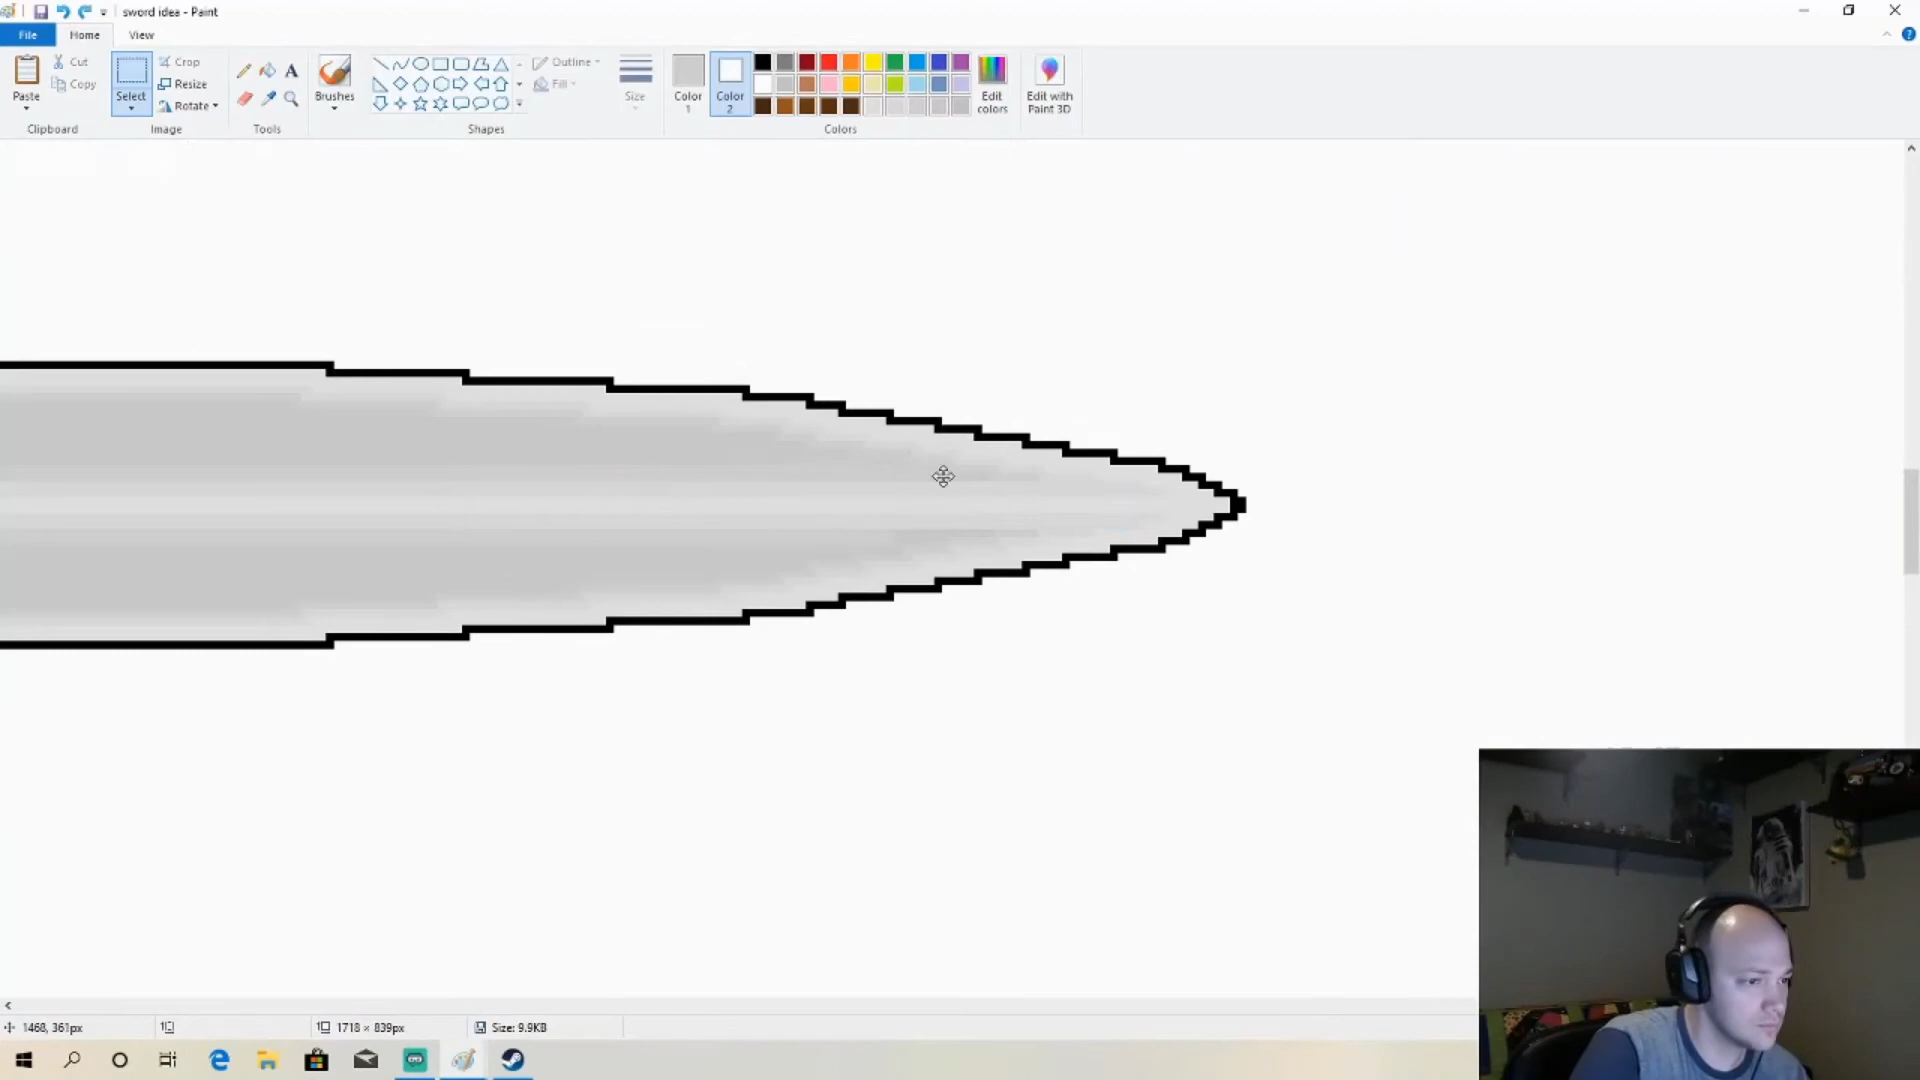 sword idea - Paint
File Home View
Paste
Cut
Copy
Clipboard
Select
Crop
Resize
Rotate
Image
A
Tools
Brushes
Outline
Fill
Shapes
Size
Color 1
Color 2
Edit colors
Colors
Edit with Paint 3D
1468, 361px
1718 × 839px
Size: 9.9KB